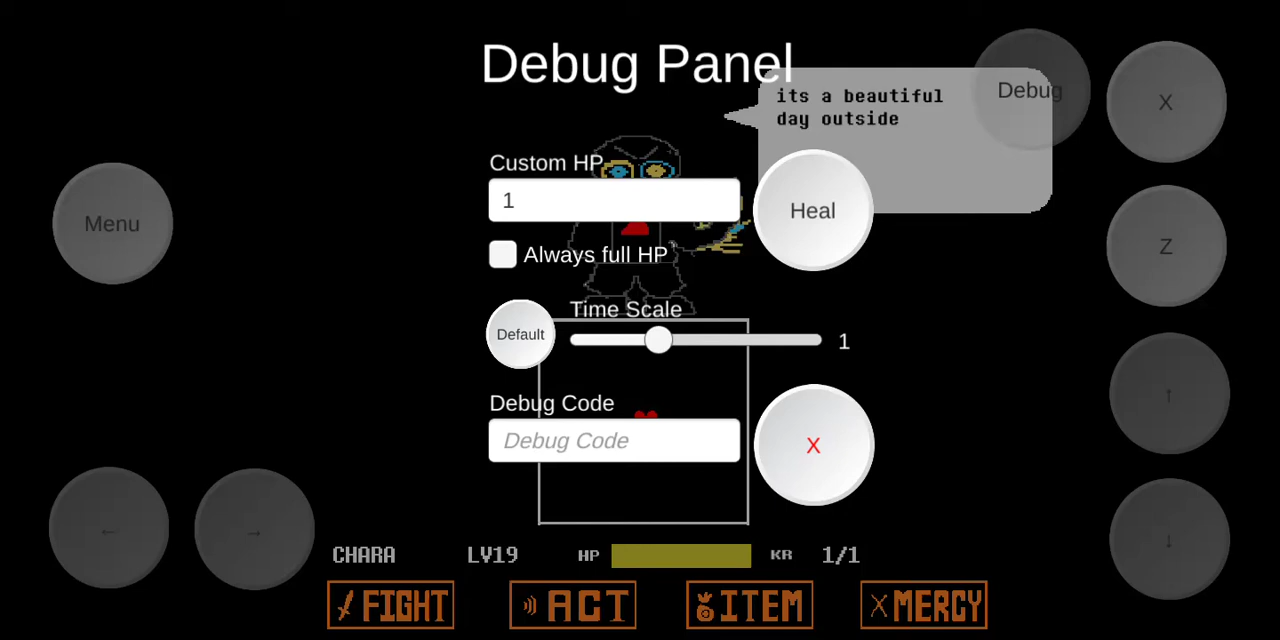 Debug Panel
its a beautiful
day outside
Debug
X
Custom HP
1
Heal
Menu
Z
Always full HP
Time Scale
Default
1
↑
Debug Code
Debug Code
X
←
→
↓
CHARA LV19 HP KR 1/1
FIGHT ACT ITEM MERCY